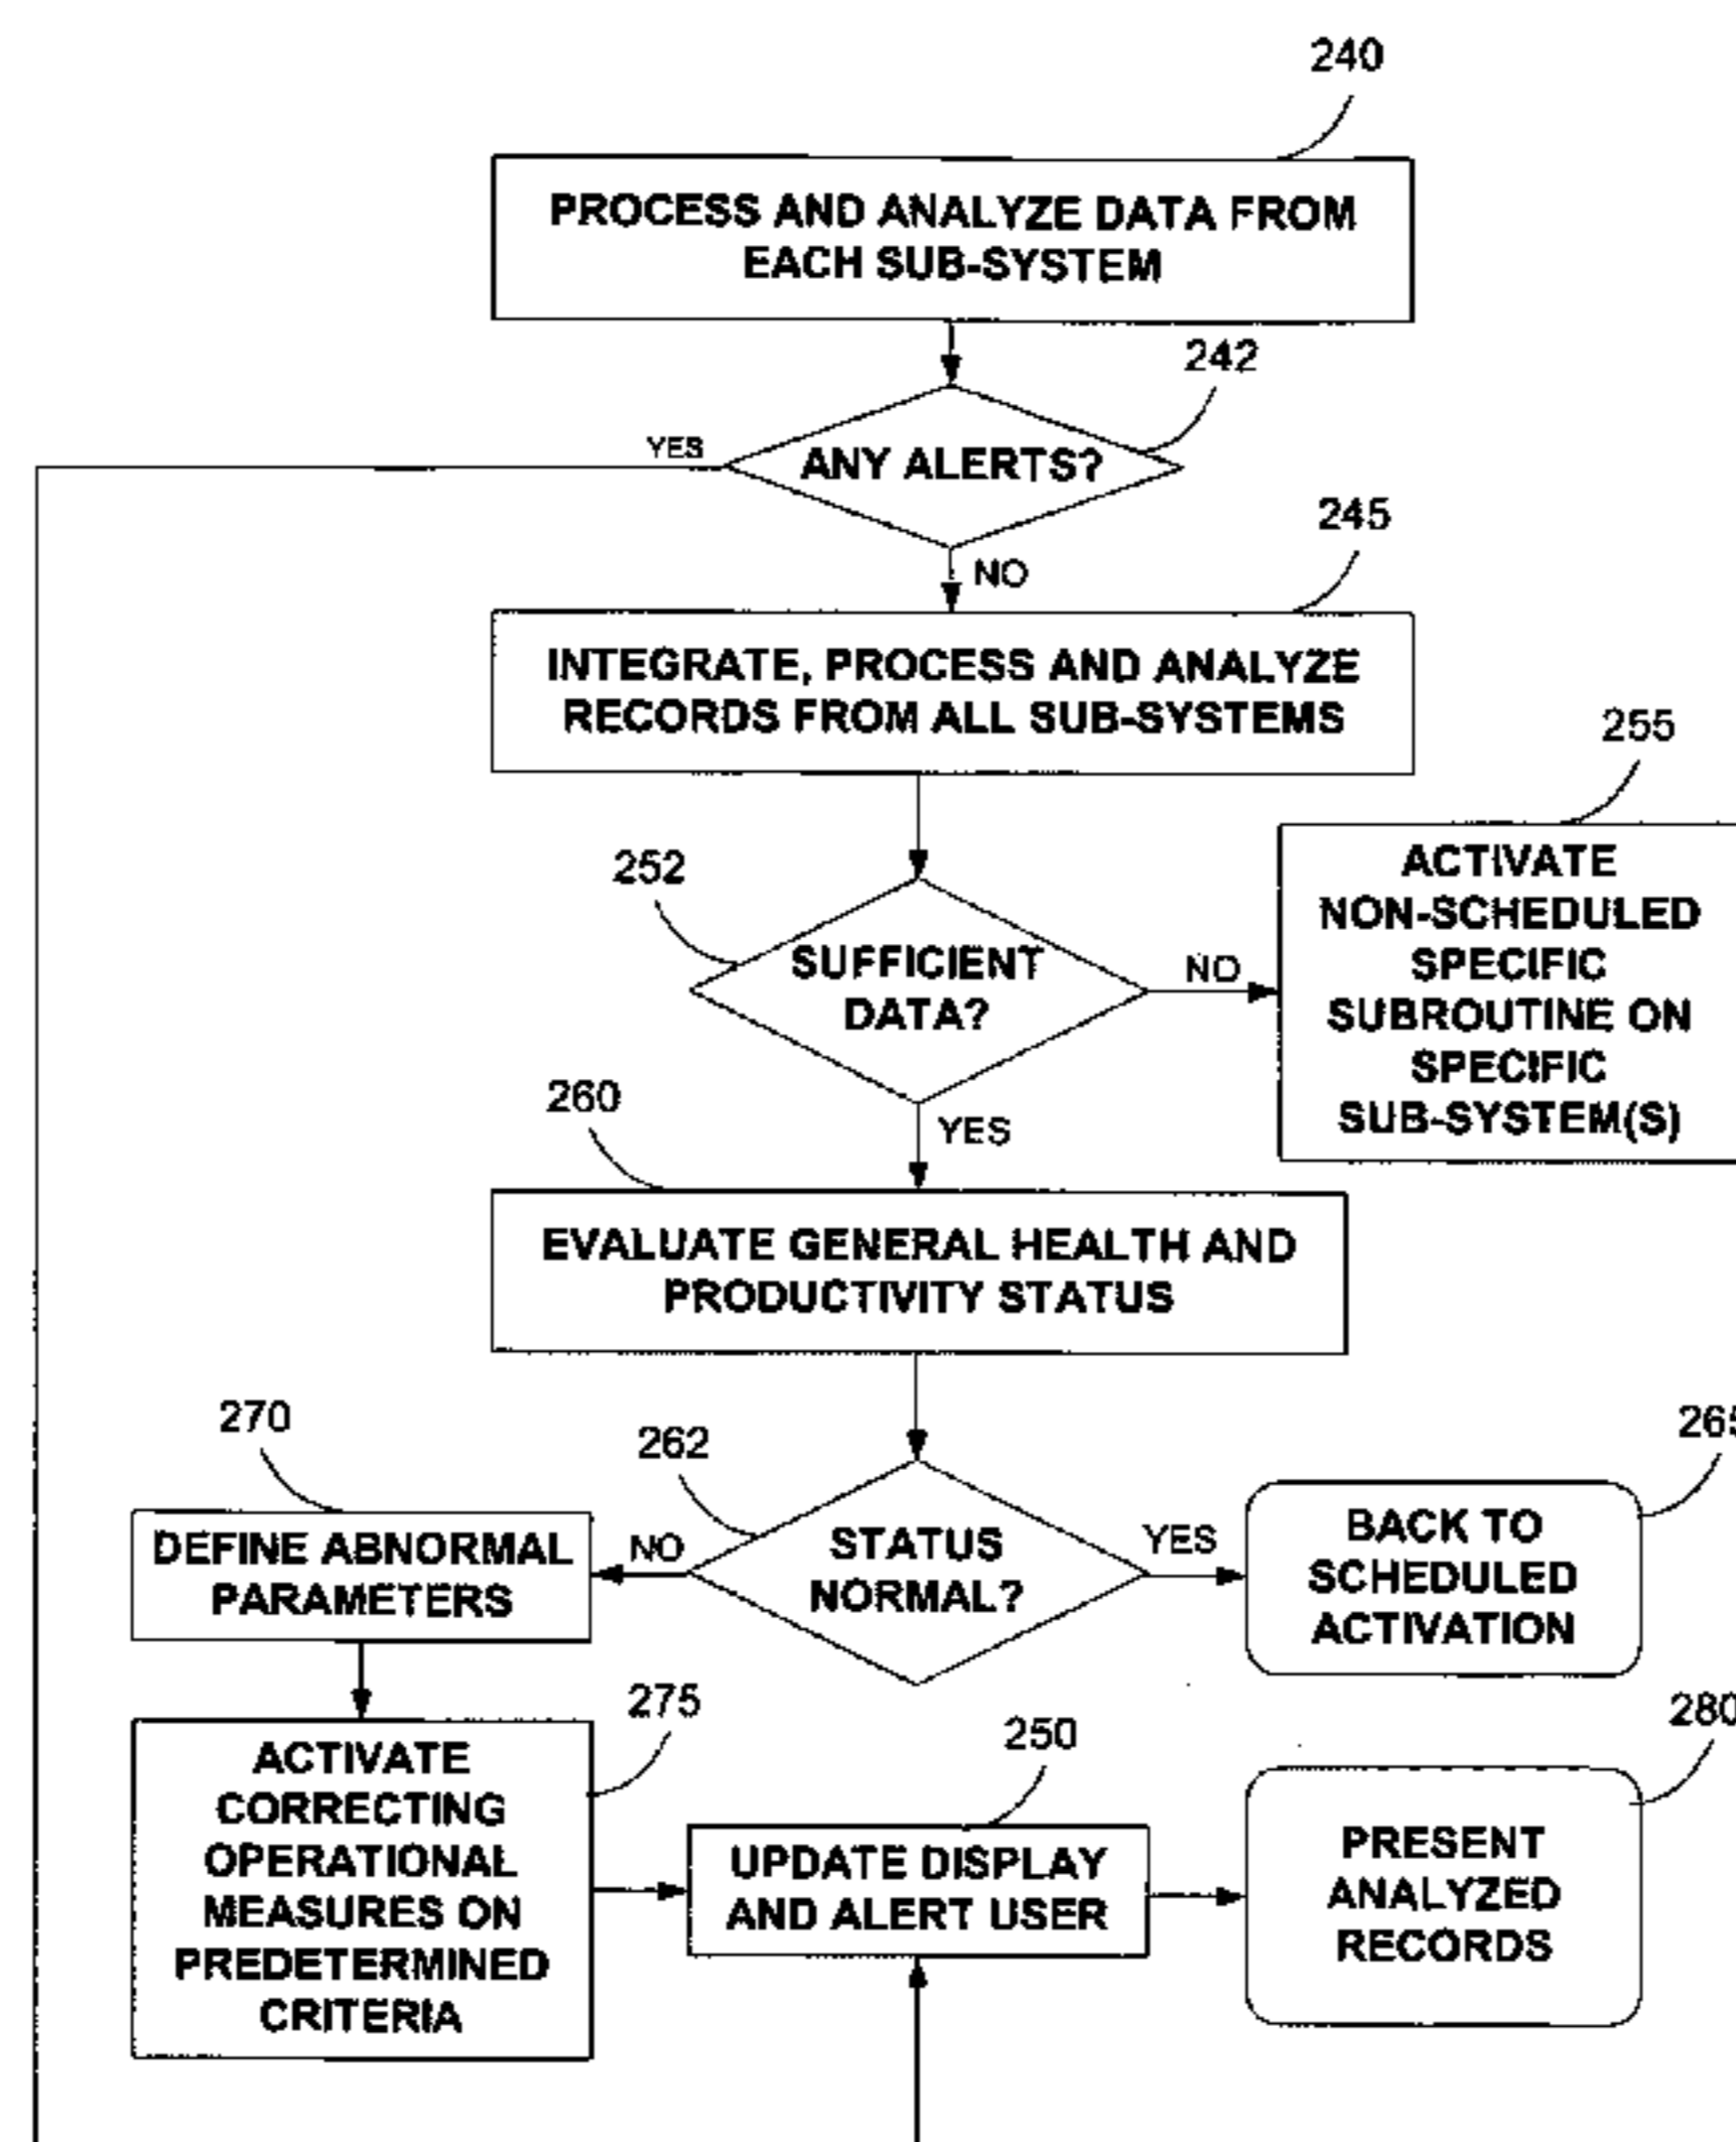 240
PROCESS AND ANALYZE DATA FROM
EACH SUB-SYSTEM
242
YES
ANY ALERTS?
NO
245
INTEGRATE, PROCESS AND ANALYZE
RECORDS FROM ALL SUB-SYSTEMS
255
252
SUFFICIENT
DATA?
NO
ACTIVATE
NON-SCHEDULED
SPECIFIC
SUBROUTINE ON
SPECIFIC
SUB-SYSTEM(S)
YES
260
EVALUATE GENERAL HEALTH AND
PRODUCTIVITY STATUS
270
262
265
DEFINE ABNORMAL
PARAMETERS
NO
STATUS
NORMAL?
YES
BACK TO
SCHEDULED
ACTIVATION
275
250
280
ACTIVATE
CORRECTING
OPERATIONAL
MEASURES ON
PREDETERMINED
CRITERIA
UPDATE DISPLAY
AND ALERT USER
PRESENT
ANALYZED
RECORDS